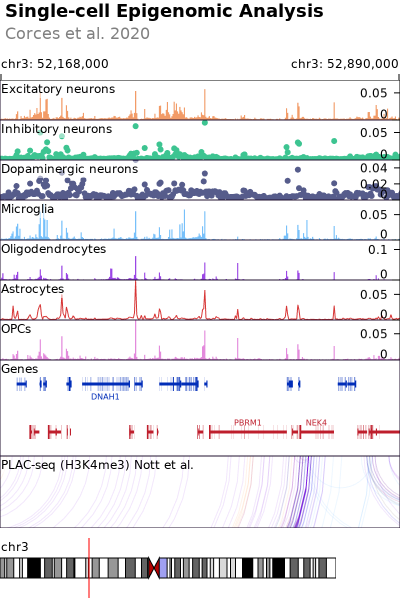 Single-cell Epigenomic Analysis
Corces et al. 2020
chr3: 52,168,000 chr3: 52,890,000
Excitatory neurons
0.05
0
Inhibitory neurons
0.05
0
Dopaminergic neurons
0.04
0.02
0
Microglia
0.05
0
Oligodendrocytes
0.1
0
Astrocytes
0.05
0
OPCs
0.05
0
Genes
DNAH1
PBRM1 NEK4
PLAC-seq (H3K4me3) Nott et al.
chr3